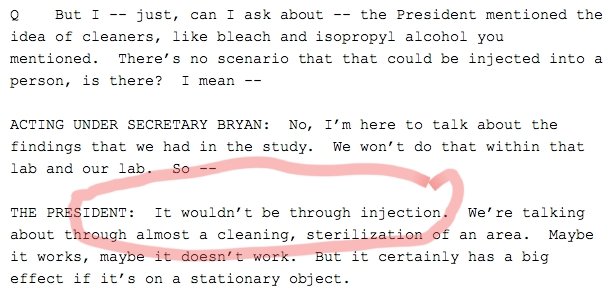 Q    But I -- just, can I ask about -- the President mentioned the
idea of cleaners, like bleach and isopropyl alcohol you
mentioned.  There's no scenario that that could be injected into a
person, is there?  I mean --
ACTING UNDER SECRETARY BRYAN:  No, I'm here to talk about the
findings that we had in the study.  We won't do that within that
lab and our lab.  So --
THE PRESIDENT:  It wouldn't be through injection.  We're talking
about through almost a cleaning, sterilization of an area.  Maybe
it works, maybe it doesn't work.  But it certainly has a big
effect if it's on a stationary object.